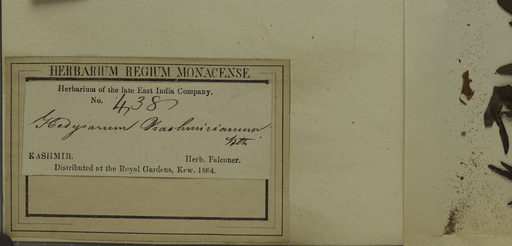 HERBARIUM REGIUM MONACENSE.
Herbarium of the late East India Company.
No. 438
Hedysarum Kashmirianum
KASHMIR. Herb. Falconer.
Distributed at the Royal Gardens, Kew. 1864.